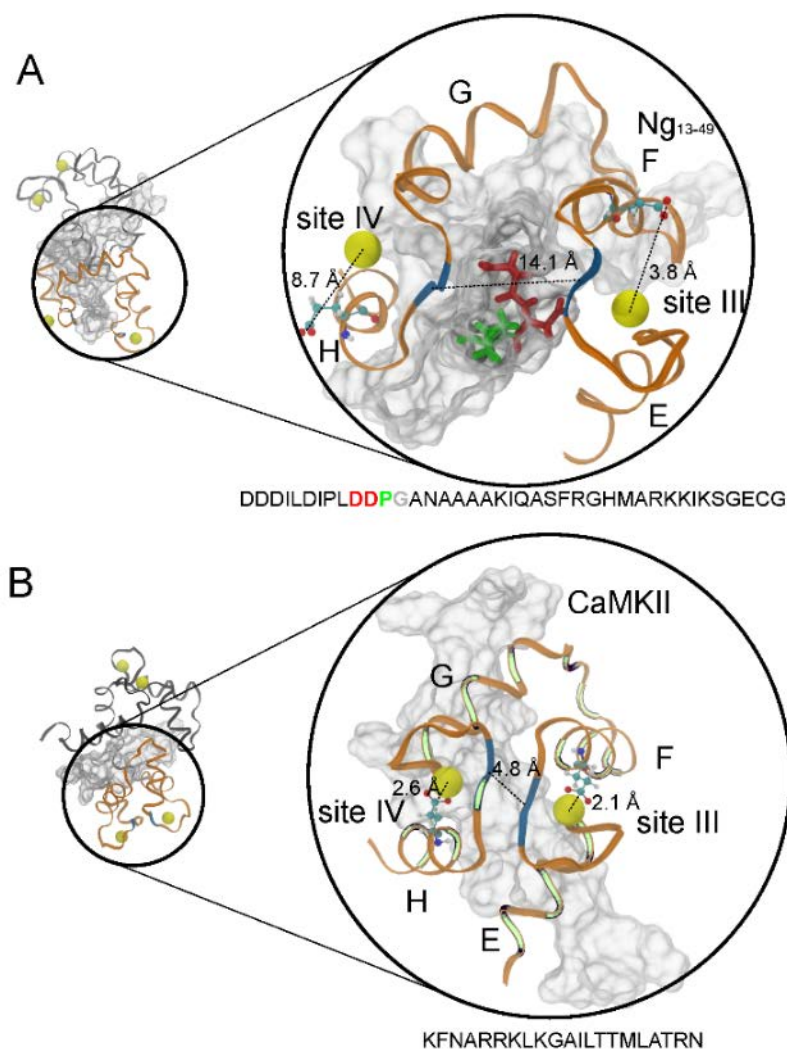 A
G
Ng13-49
F
site IV
14.1 Å
8.7 Å
3.8 Å
site III
H
E
DDDILDIPLDDPGANAAAAKIQASFRGHMARKKIKSGECG
B
CaMKII
G
F
4.8 Å
2.6 Å
site IV
2.1 Å
site III
H
E
KFNARRKLKGAILTTMLATRN